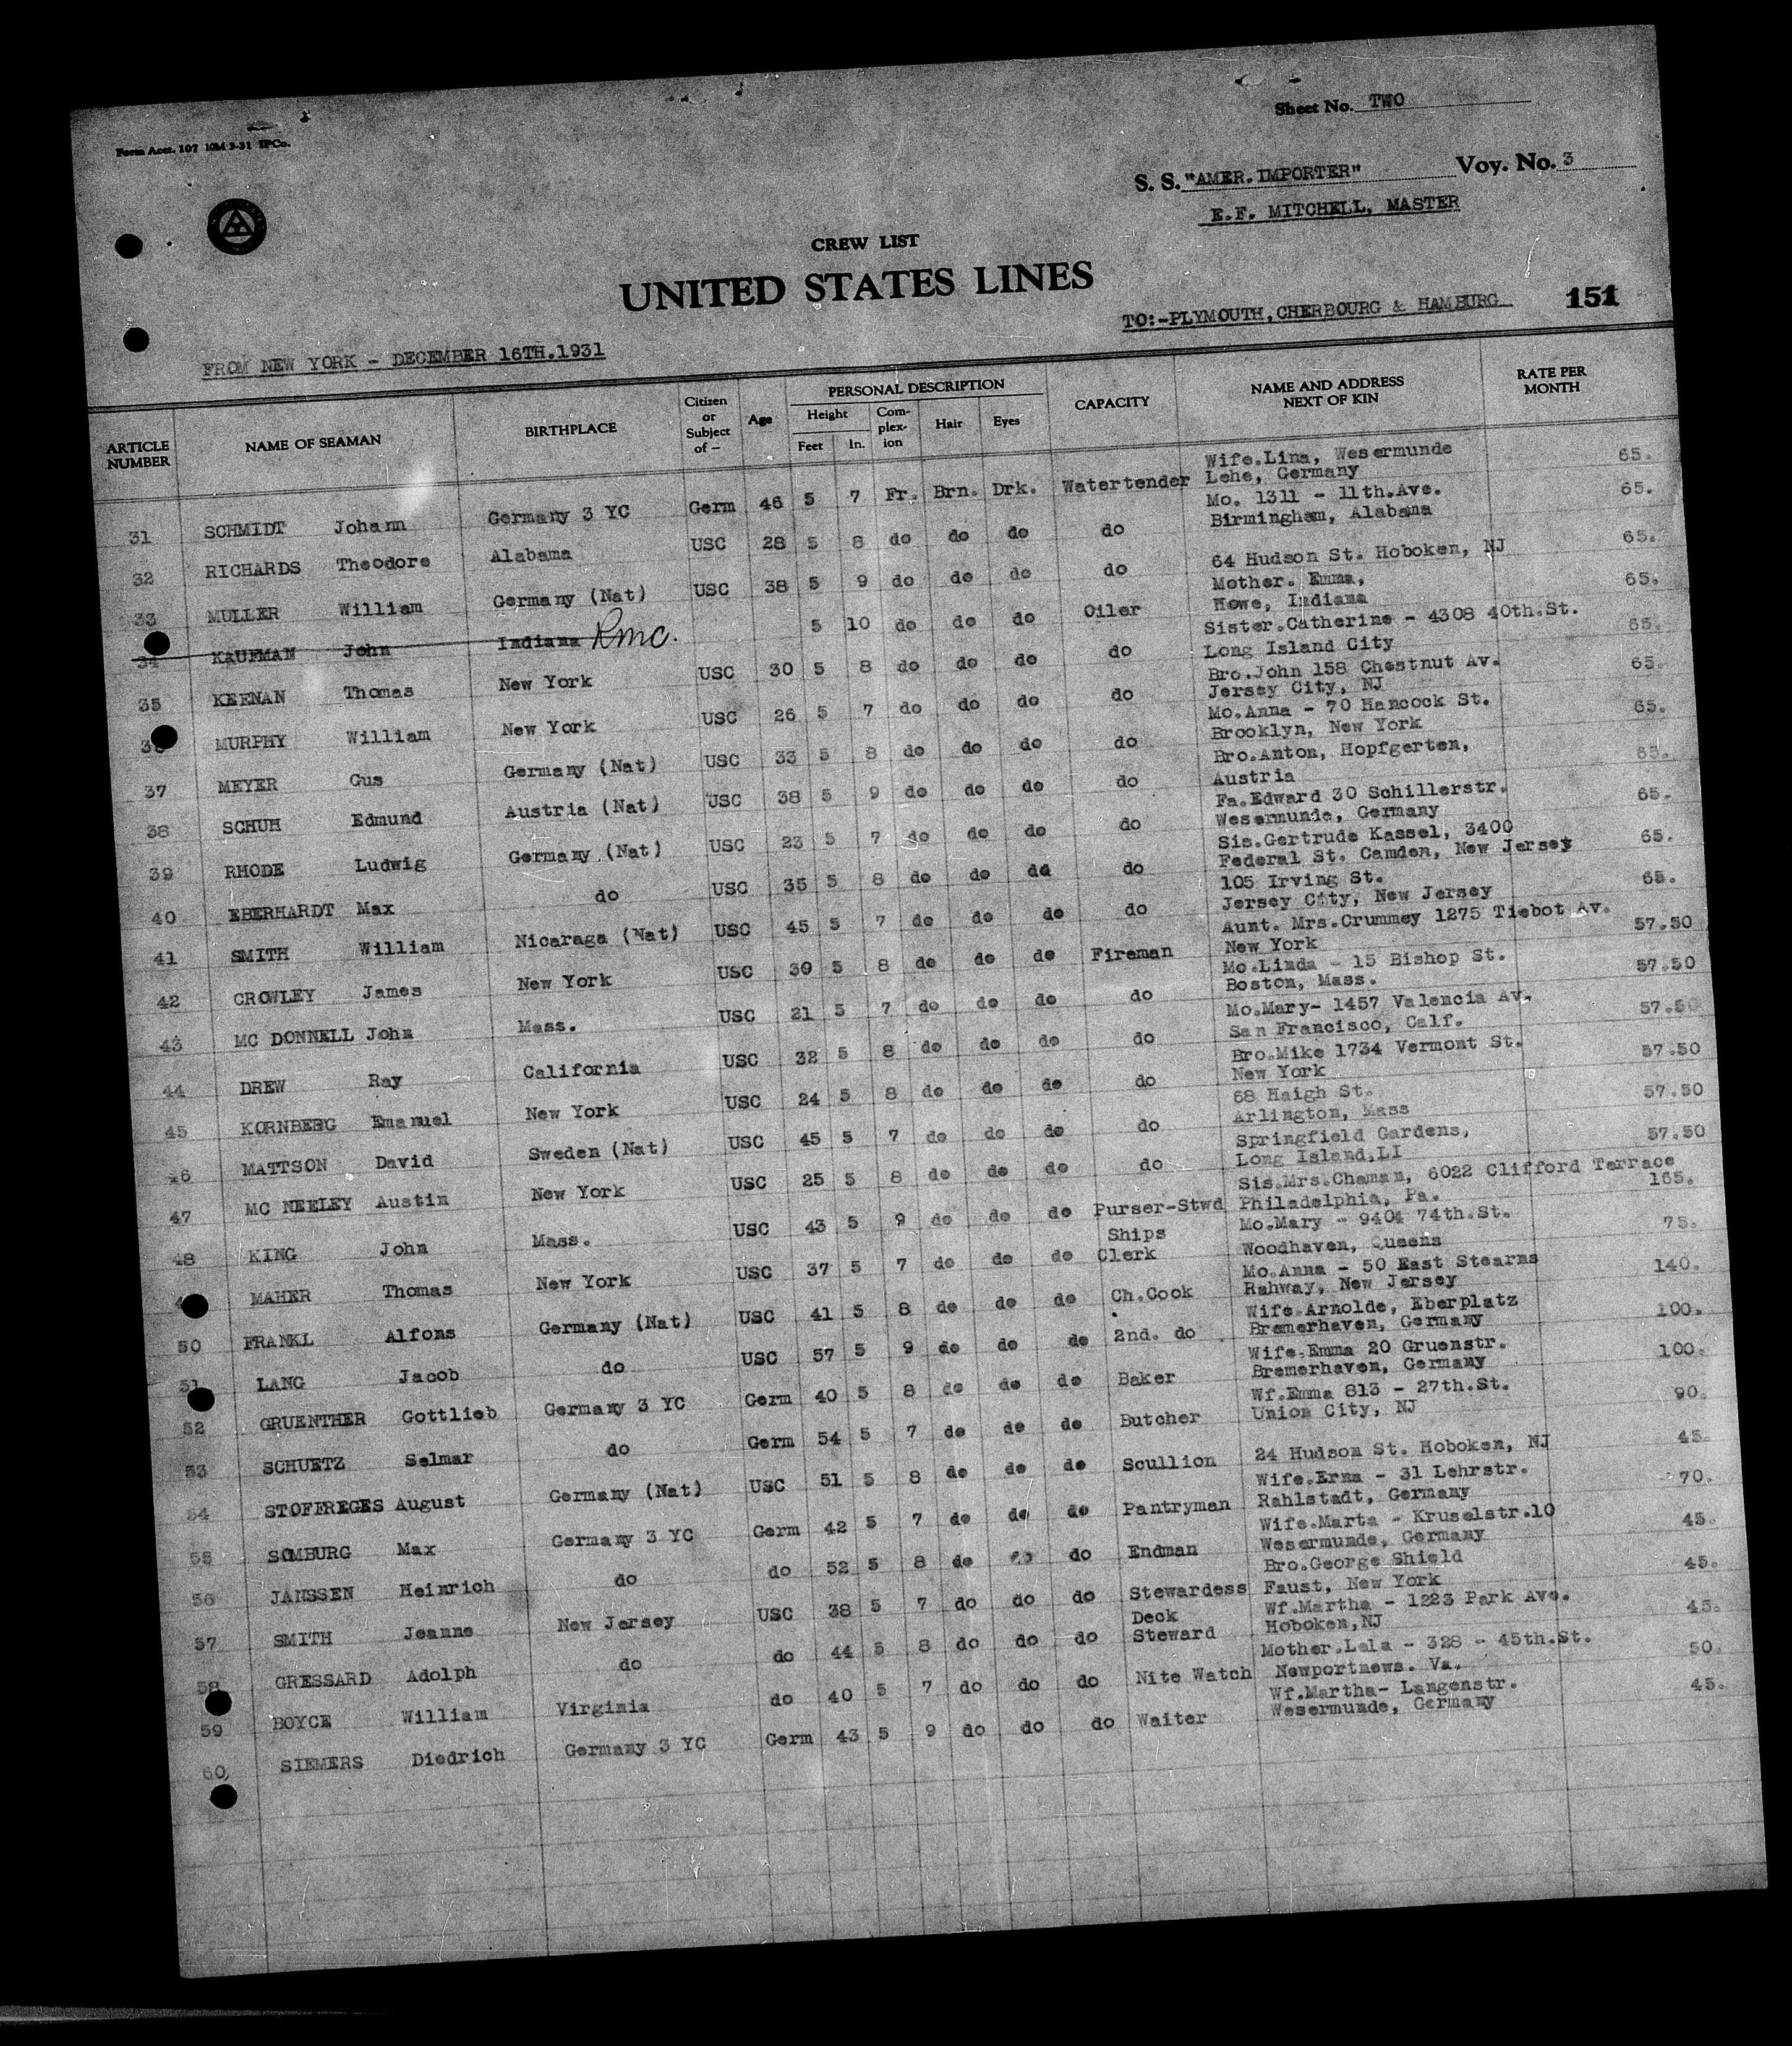 Form Acct. 107 10M 3-31 IPCo.
Sheet No. TWO
S. S. "AMER. IMPORTER" Voy. No. 3
E.F. MITCHELL, MASTER
CREW LIST
UNITED STATES LINES
TO:-PLYMOUTH, CHERBOURG & HAMBURG 151
FROM NEW YORK - DECEMBER 16TH.1931
ARTICLE NUMBER NAME OF SEAMAN BIRTHPLACE Citizen or Subject of — Age PERSONAL DESCRIPTION Height Feet In. Com-plex-ion Hair Eyes CAPACITY NAME AND ADDRESS NEXT OF KIN RATE PER MONTH
31 SCHMIDT Johann Germany 3 YC Germ 46 5 7 Fr. Brn. Drk. Watertender Wife.Lina, Wesermunde Lehe, Germany 65.
32 RICHARDS Theodore Alabama USC 28 5 8 do do do do Mo. 1311 - 11th.Ave. Birmingham, Alabama 65.
33 MULLER William Germany (Nat) USC 38 5 9 do do do do 64 Hudson St. Hoboken, NJ 65.
34 KAUFMAN John Indiana Rmc. 5 10 do do do Oiler Mother. Emma, Howe, Indiana 65.
35 KEENAN Thomas New York USC 30 5 8 do do do do Sister.Catherine - 4308 40th.St. Long Island City 65.
36 MURPHY William New York USC 26 5 7 do do do do Bro.John 158 Chestnut Av. Jersey City, NJ 65.
37 MEYER Gus Germany (Nat) USC 33 5 8 do do do do Mo.Anna - 70 Hancock St. Brooklyn, New York 65.
38 SCHUH Edmund Austria (Nat) USC 38 5 9 do do do do Bro.Anton, Hopfgerten, Austria 65.
39 RHODE Ludwig Germany (Nat) USC 23 5 7 do do do do Fa.Edward 30 Schillerstr. Wesermunde, Germany 65.
40 EBERHARDT Max do USC 35 5 8 do do do do Sis.Gertrude Kassel, 3400 Federal St. Camden, New Jersey 65.
41 SMITH William Nicaraga (Nat) USC 45 5 7 do do do do 105 Irving St. Jersey City, New Jersey 65.
42 CROWLEY James New York USC 39 5 8 do do do Fireman Aunt. Mrs.Crummey 1275 Tiebot Av. New York 57.50
43 MC DONNELL John Mass. USC 21 5 7 do do do do Mo.Linda - 15 Bishop St. Boston, Mass. 57.50
44 DREW Ray California USC 32 5 8 do do do do Mo.Mary- 1457 Valencia Av. San Francisco, Calf. 57.50
45 KORNBERG Emanuel New York USC 24 5 8 do do do do Bro.Mike 1734 Vermont St. New York 57.50
46 MATTSON David Sweden (Nat) USC 45 5 7 do do do do 68 Haigh St. Arlington, Mass 57.50
47 MC NEELEY Austin New York USC 25 5 8 do do do do Springfield Gardens, Long Island,LI 57.50
48 KING John Mass. USC 43 5 9 do do do Purser-Stwd Sis.Mrs.Chaman, 6022 Clifford Terrace Philadelphia, Pa. 165.
MAHER Thomas New York USC 37 5 7 do do do Ships Clerk Mo.Mary - 9404 74th.St. Woodhaven, Queens 75.
50 FRANKL Alfons Germany (Nat) USC 41 5 8 do do do Ch.Cook Mo.Anna - 50 East Stearns Rahway, New Jersey 140.
51 LANG Jacob do USC 57 5 9 do do do 2nd. do Wife.Arnolde, Eberplatz Bremerhaven, Germany 100.
52 GRUENTHER Gottlieb Germany 3 YC Germ 40 5 8 do do do Baker Wife.Emma 20 Gruenstr. Bremerhaven, Germany 100.
53 SCHUETZ Selmar do Germ 54 5 7 do do do Butcher Wf.Emma 813 - 27th.St. Union City, NJ 90.
54 STOFFREGES August Germany (Nat) USC 51 5 8 do do do Scullion 24 Hudson St. Hoboken, NJ 45.
55 SOMBURG Max Germany 3 YC Germ 42 5 7 do do do Pantryman Wife.Erna - 31 Lehrstr. Rahlstadt, Germany 70.
56 JANSSEN Heinrich do do 52 5 8 do do Endman Wife.Marta - Kruselstr.10 Wesermunde, Germany 45.
57 SMITH Jeanne New Jersey USC 38 5 7 do do do Stewardess Bro.George Shield Faust, New York 45.
58 GRESSARD Adolph do do 44 5 8 do do do Deck Steward Wf.Martha - 1223 Park Ave. Hoboken,NJ 45.
59 BOYCE William Virginia do 40 5 7 do do do Nite Watch Mother.Lela - 328 - 45th.St. Newportnews. Va. 50.
60 SIEMERS Diedrich Germany 3 YC Germ 43 5 9 do do do Waiter Wf.Martha- Langenstr. Wesermunde, Germany 45.